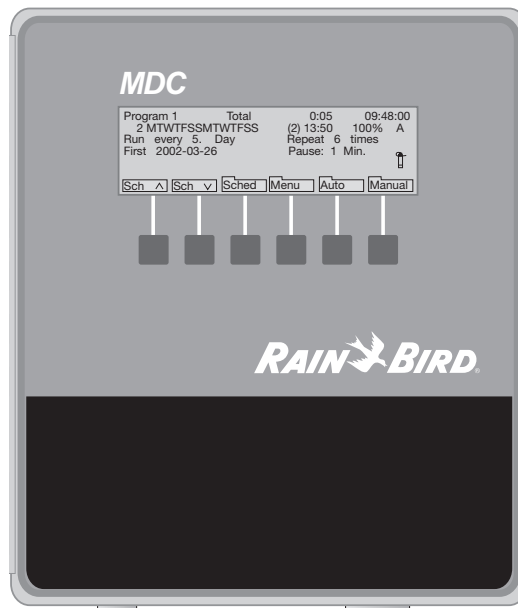 MDC
Program 1 Total 0:05 09:48:00
2 MTWTFSSMTWTFSS (2) 13:50 100% A
Run every 5. Day Repeat 6 times
First 2002-03-26 Pause: 1 Min.
Sch ∧ Sch ∨ Sched Menu Auto Manual
RAIN BIRD®